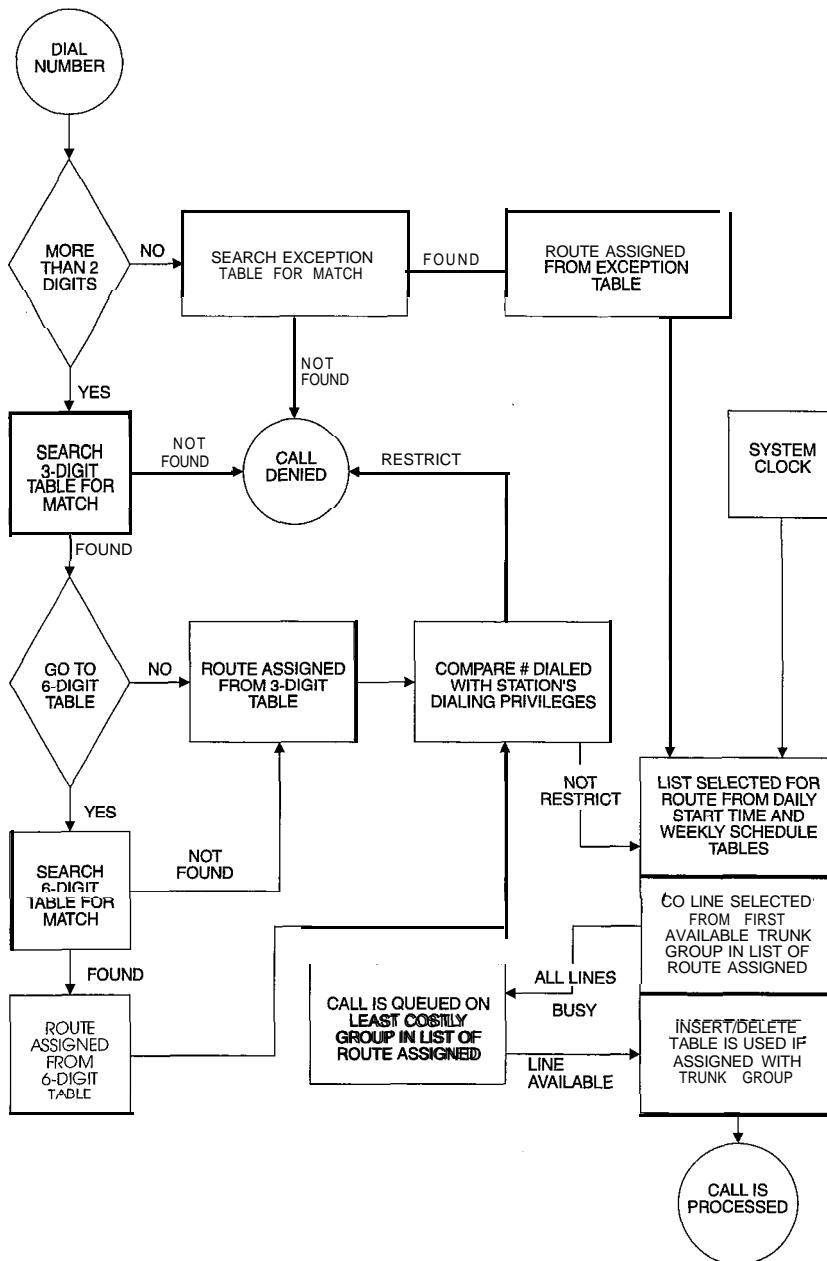 DIAL
NUMBER
MORE
THAN 2
DIGITS
NO
SEARCH EXCEPTION
TABLE FOR MATCH
FOUND
ROUTE ASSIGNED
FROM EXCEPTION
TABLE
NOT
FOUND
YES
SEARCH
3-DIGIT
TABLE FOR
MATCH
NOT
FOUND
CALL
DENIED
RESTRICT
SYSTEM
CLOCK
FOUND
GO TO
6-DIGIT
TABLE
NO
ROUTE ASSIGNED
FROM 3-DIGIT
TABLE
COMPARE # DIALED
WITH STATION'S
DIALING PRIVILEGES
NOT
RESTRICT
LIST SELECTED FOR
ROUTE FROM DAILY
START TIME AND
WEEKLY SCHEDULE
TABLES
YES
SEARCH
6-DIGIT
TABLE FOR
MATCH
NOT
FOUND
CO LINE SELECTED
FROM FIRST
AVAILABLE TRUNK
GROUP IN LIST OF
ROUTE ASSIGNED
ALL LINES
BUSY
FOUND
ROUTE
ASSIGNED
FROM
6-DIGIT
TABLE
CALL IS QUEUED ON
LEAST COSTLY
GROUP IN LIST OF
ROUTE ASSIGNED
LINE
AVAILABLE
INSERT/DELETE
TABLE IS USED IF
ASSIGNED WITH
TRUNK GROUP
CALL IS
PROCESSED